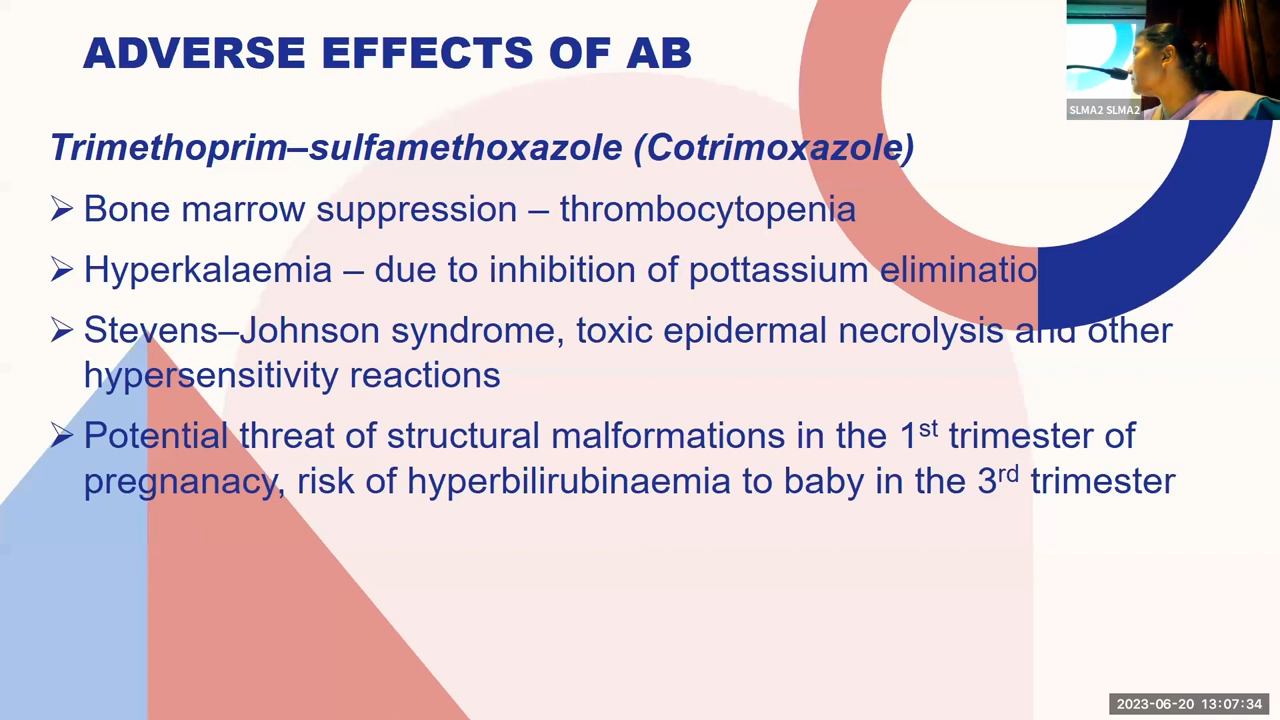 ADVERSE EFFECTS OF AB
SLMA2 SLMA2
Trimethoprim–sulfamethoxazole (Cotrimoxazole)
➢ Bone marrow suppression – thrombocytopenia
➢ Hyperkalaemia – due to inhibition of pottassium eliminatio
➢ Stevens–Johnson syndrome, toxic epidermal necrolysis and other
hypersensitivity reactions
➢ Potential threat of structural malformations in the 1st trimester of
pregnanacy, risk of hyperbilirubinaemia to baby in the 3rd trimester
2023-06-20 13:07:34